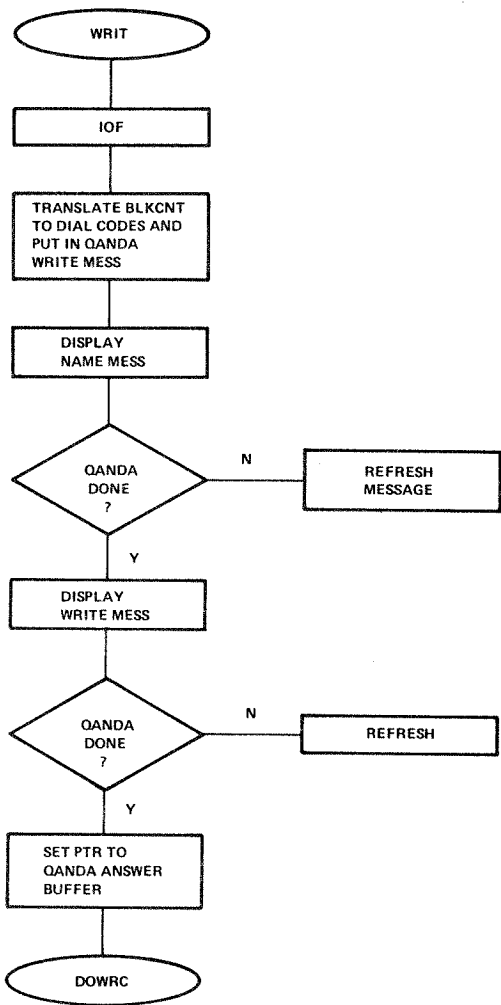 WRIT
IOF
TRANSLATE BLKCNT
TO DIAL CODES AND
PUT IN QANDA
WRITE MESS
DISPLAY
NAME MESS
QANDA
DONE
?
N
REFRESH
MESSAGE
Y
DISPLAY
WRITE MESS
QANDA
DONE
?
N
REFRESH
Y
SET PTR TO
QANDA ANSWER
BUFFER
DOWRC